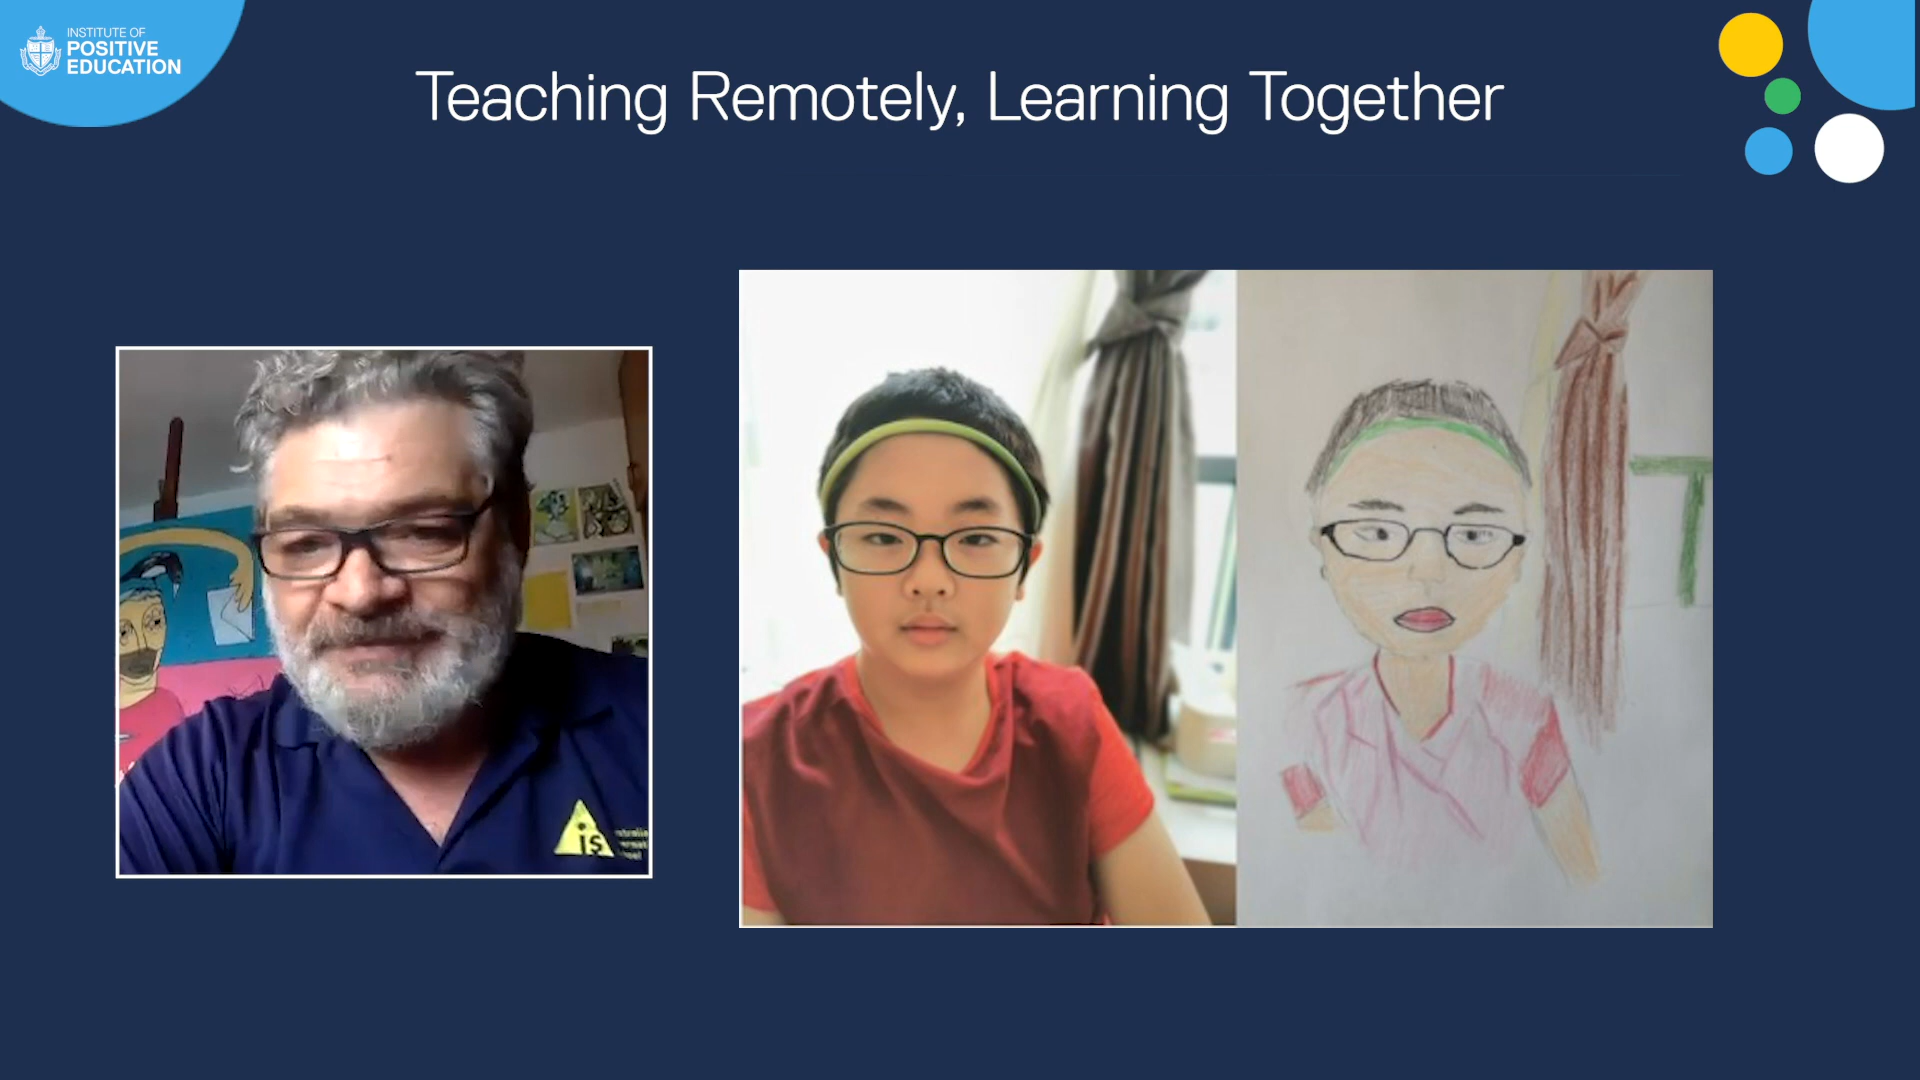 INSTITUTE OF
POSITIVE
EDUCATION
Teaching Remotely, Learning Together
T
is